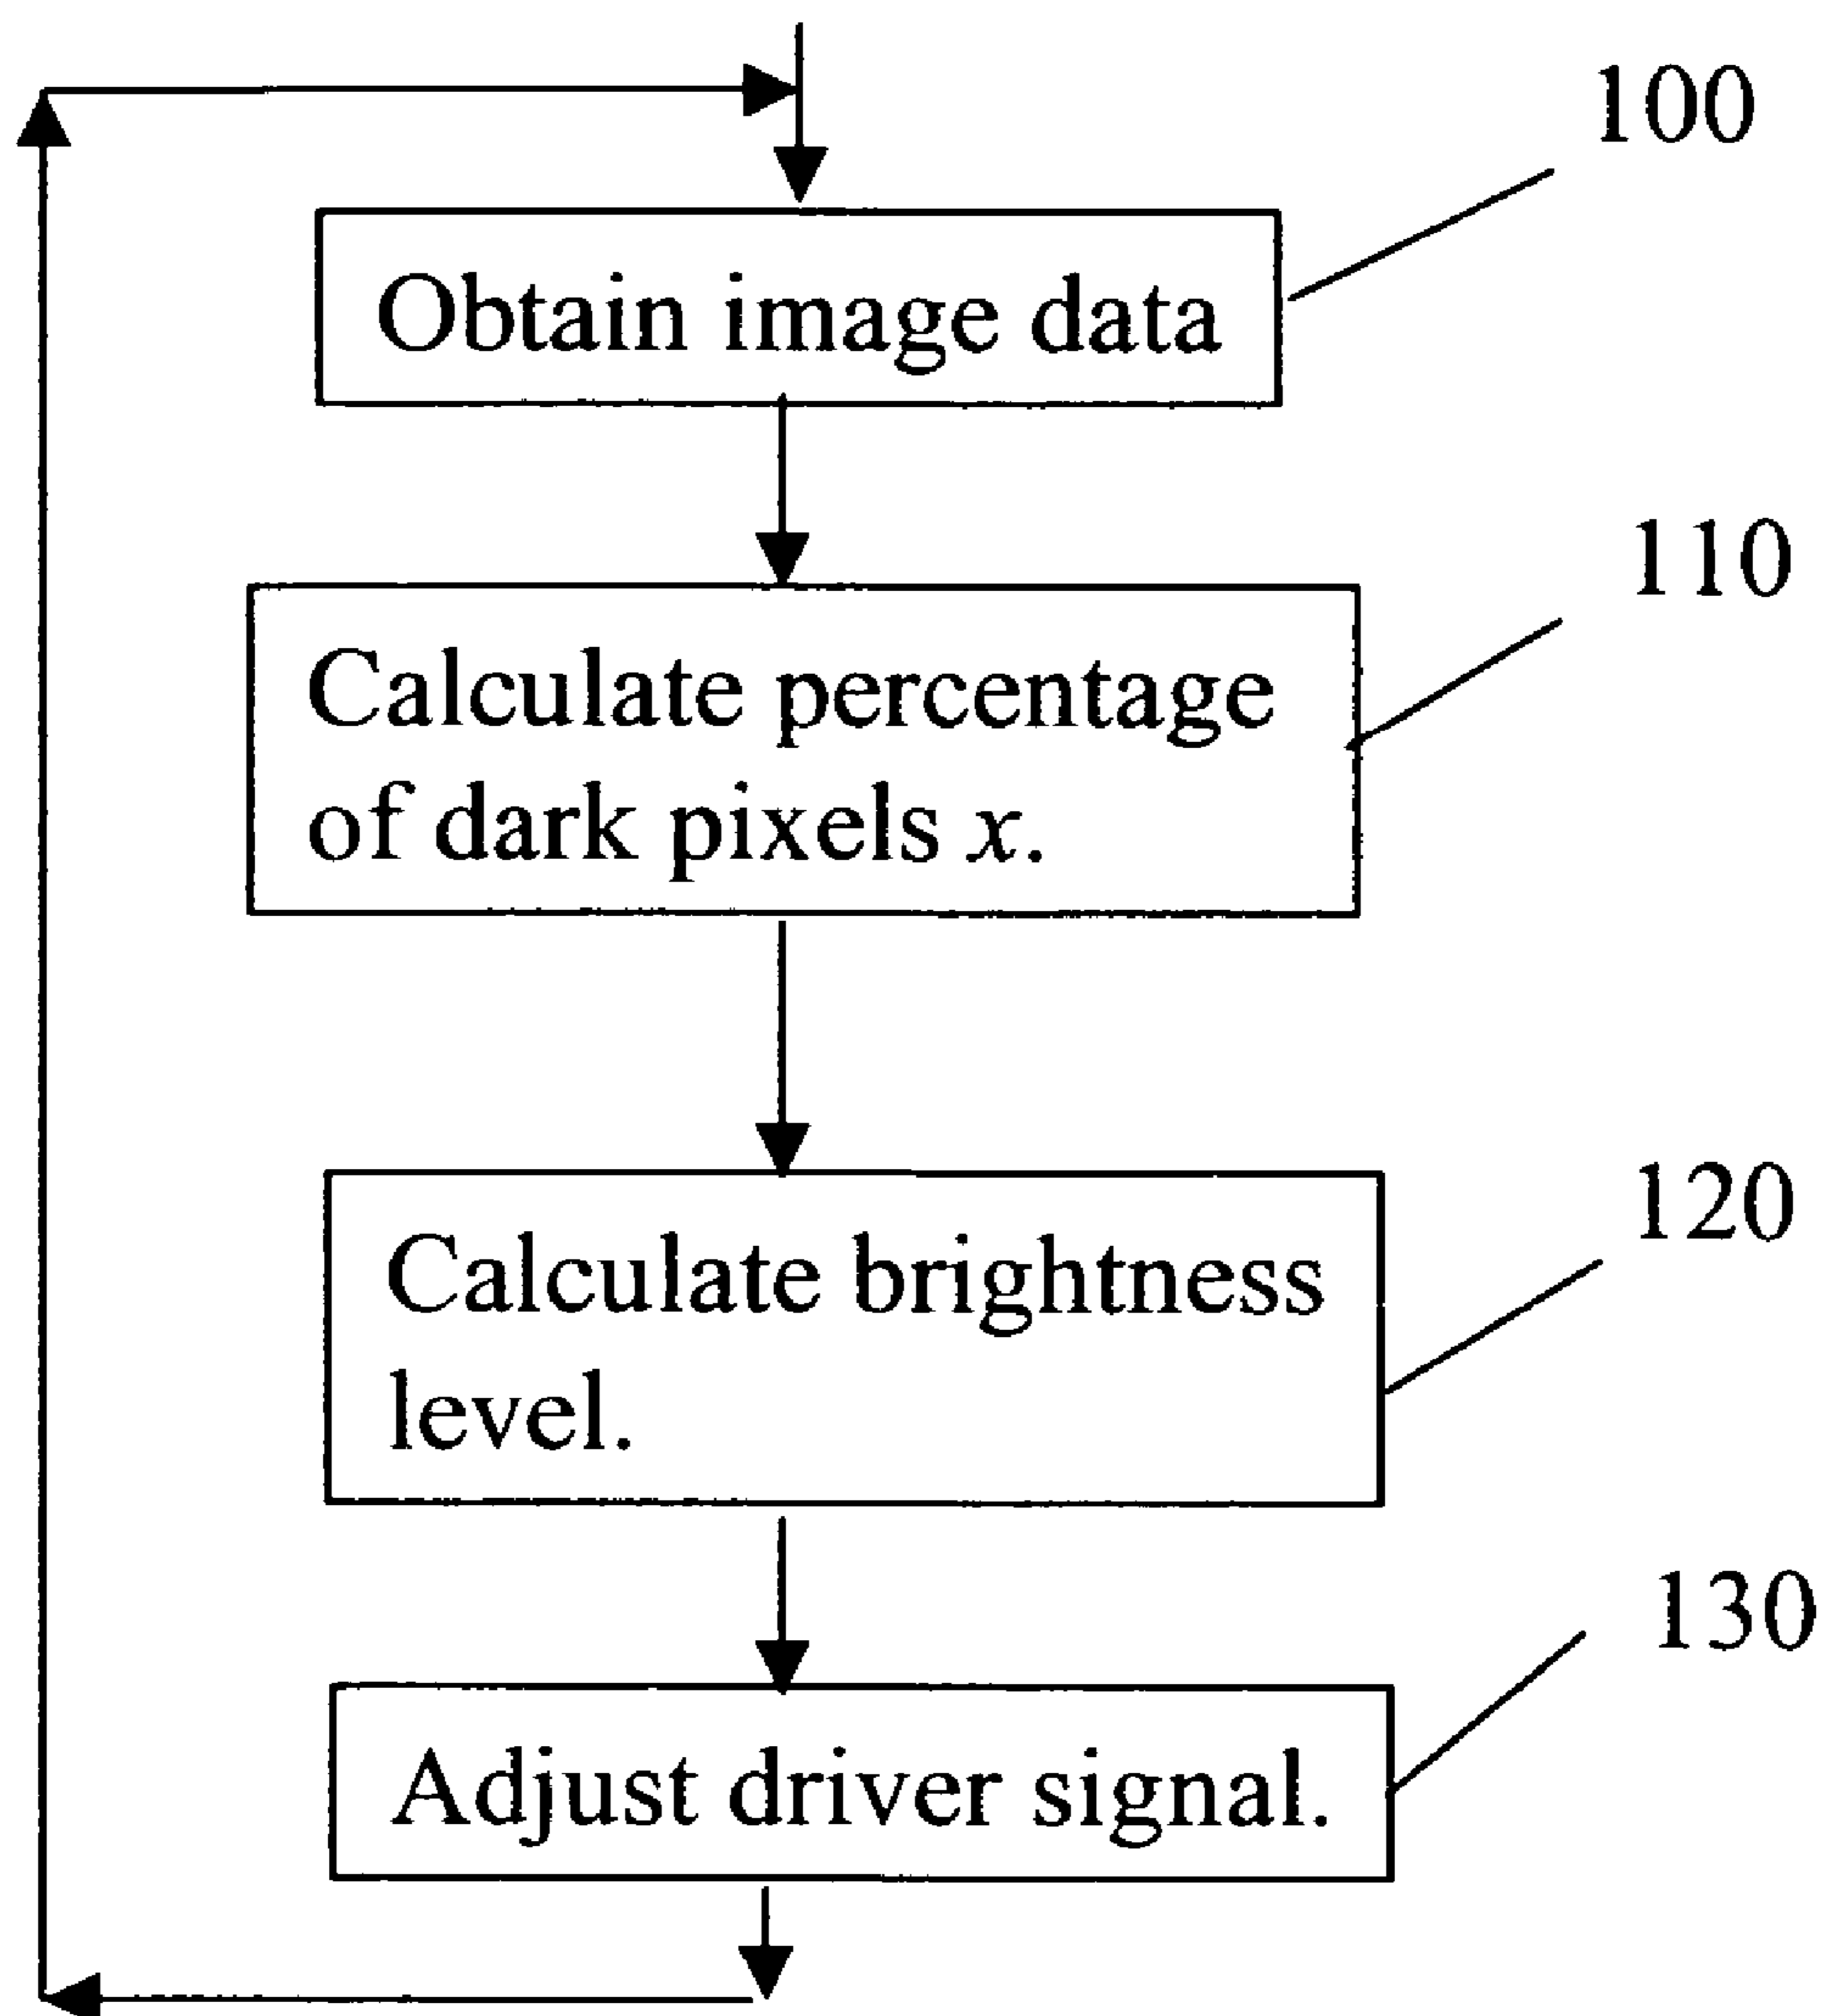 100
Obtain image data
110
Calculate percentage
of dark pixels x.
120
Calculate brightness
level.
130
Adjust driver signal.